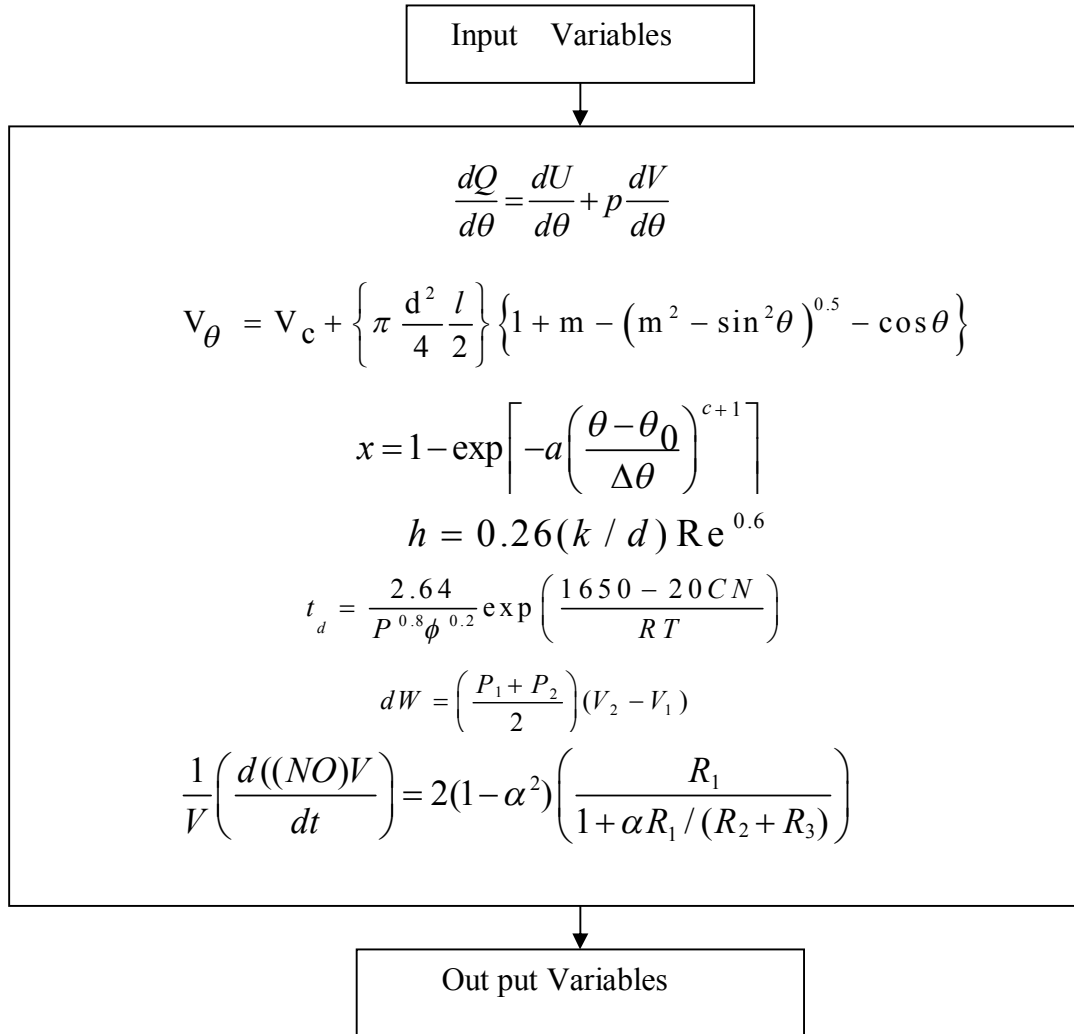 Input Variables
dQ/dθ = dU/dθ + p dV/dθ
V_θ = V_c + {π d²/4 l/2} {1 + m − (m² − sin²θ)^0.5 − cosθ}
x = 1 − exp⌈−a((θ − θ_0)/Δθ)^(c+1)⌉
h = 0.26(k / d) Re^0.6
t_d = 2.64/(P^0.8 ϕ^0.2) exp((1650 − 20CN)/RT)
dW = ((P_1 + P_2)/2)(V_2 − V_1)
1/V (d((NO)V/dt) = 2(1 − α²)(R_1/(1 + αR_1 / (R_2 + R_3)))
Out put Variables